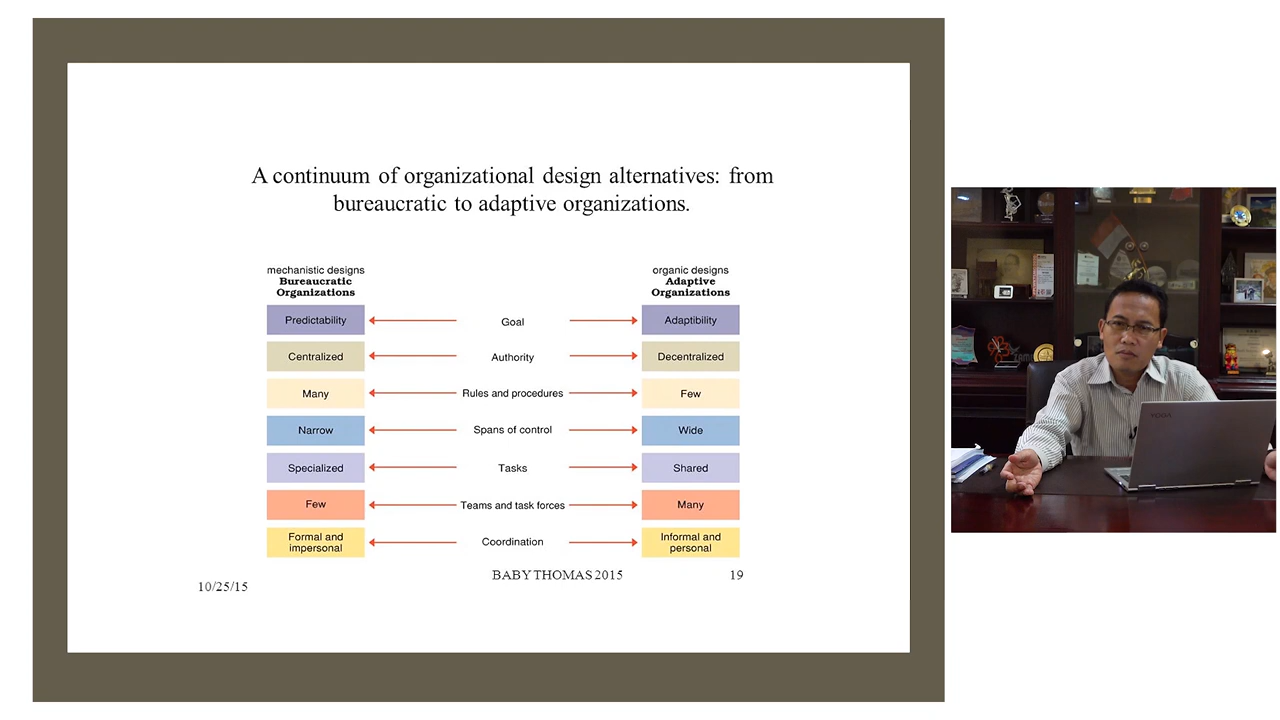 A continuum of organizational design alternatives: from
bureaucratic to adaptive organizations.
mechanistic designs
Bureaucratic
Organizations
organic designs
Adaptive
Organizations
Predictability Goal Adaptibility
Centralized Authority Decentralized
Many Rules and procedures Few
Narrow Spans of control Wide
Specialized Tasks Shared
Few Teams and task forces Many
Formal and
impersonal
Coordination
Informal and
personal
10/25/15
BABY THOMAS 2015
19
YOGA